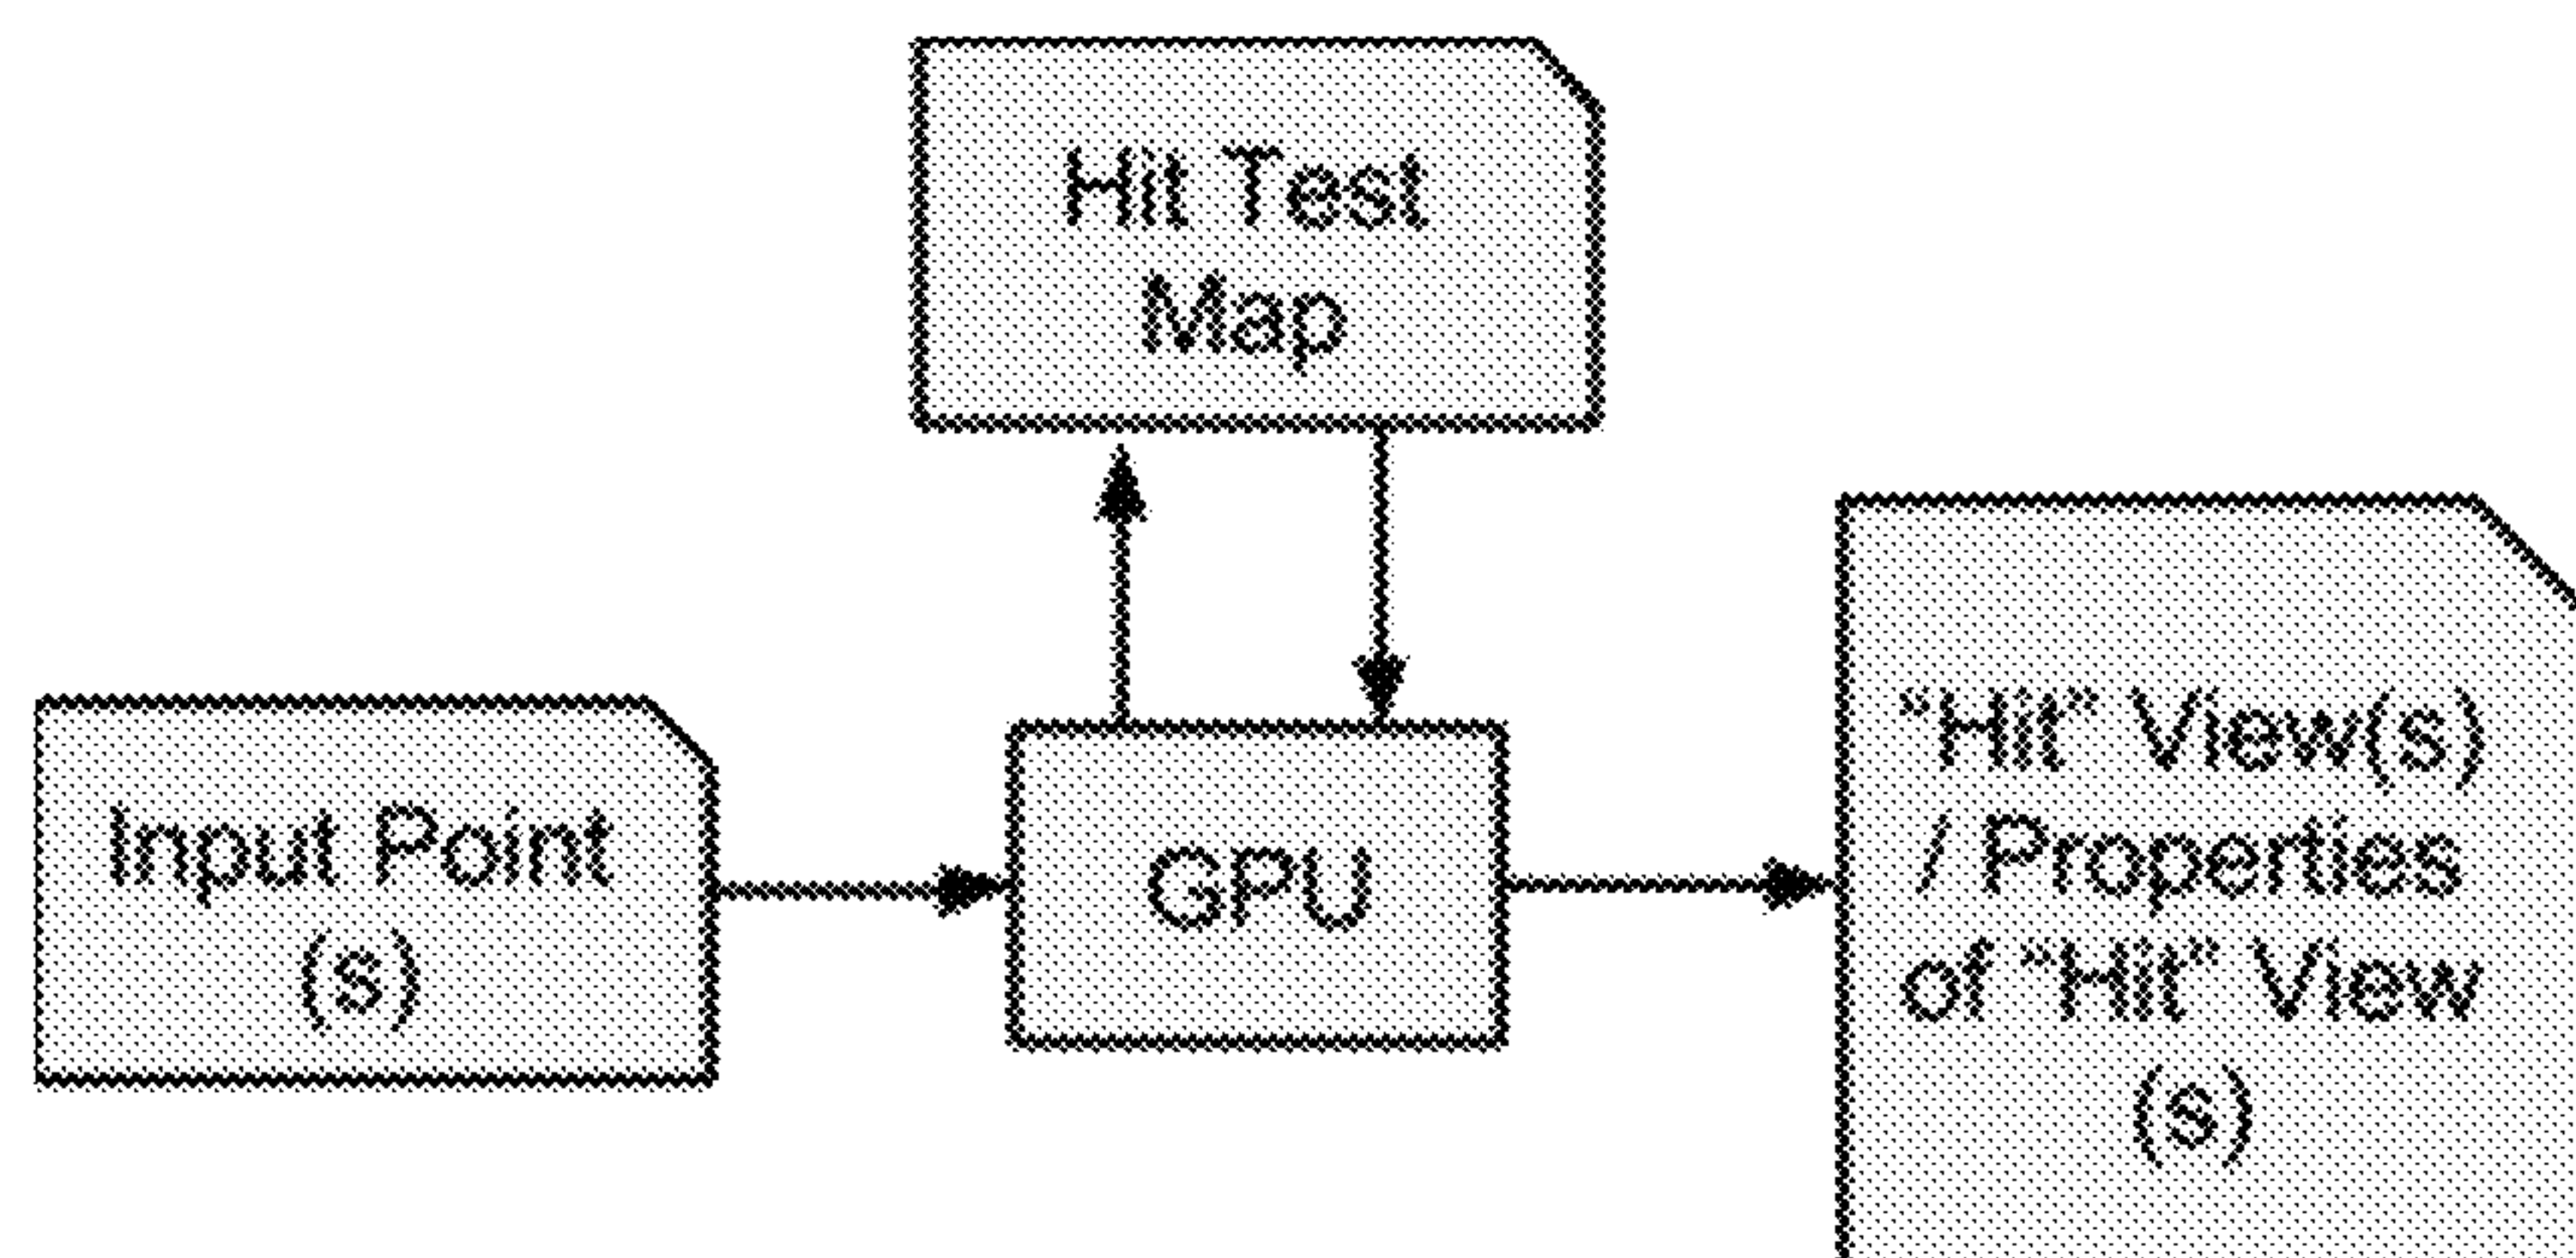 Hit Test
Map
Input Point
(s)
GPU
“Hit” View(s)
/ Properties
of “Hit” View
(s)